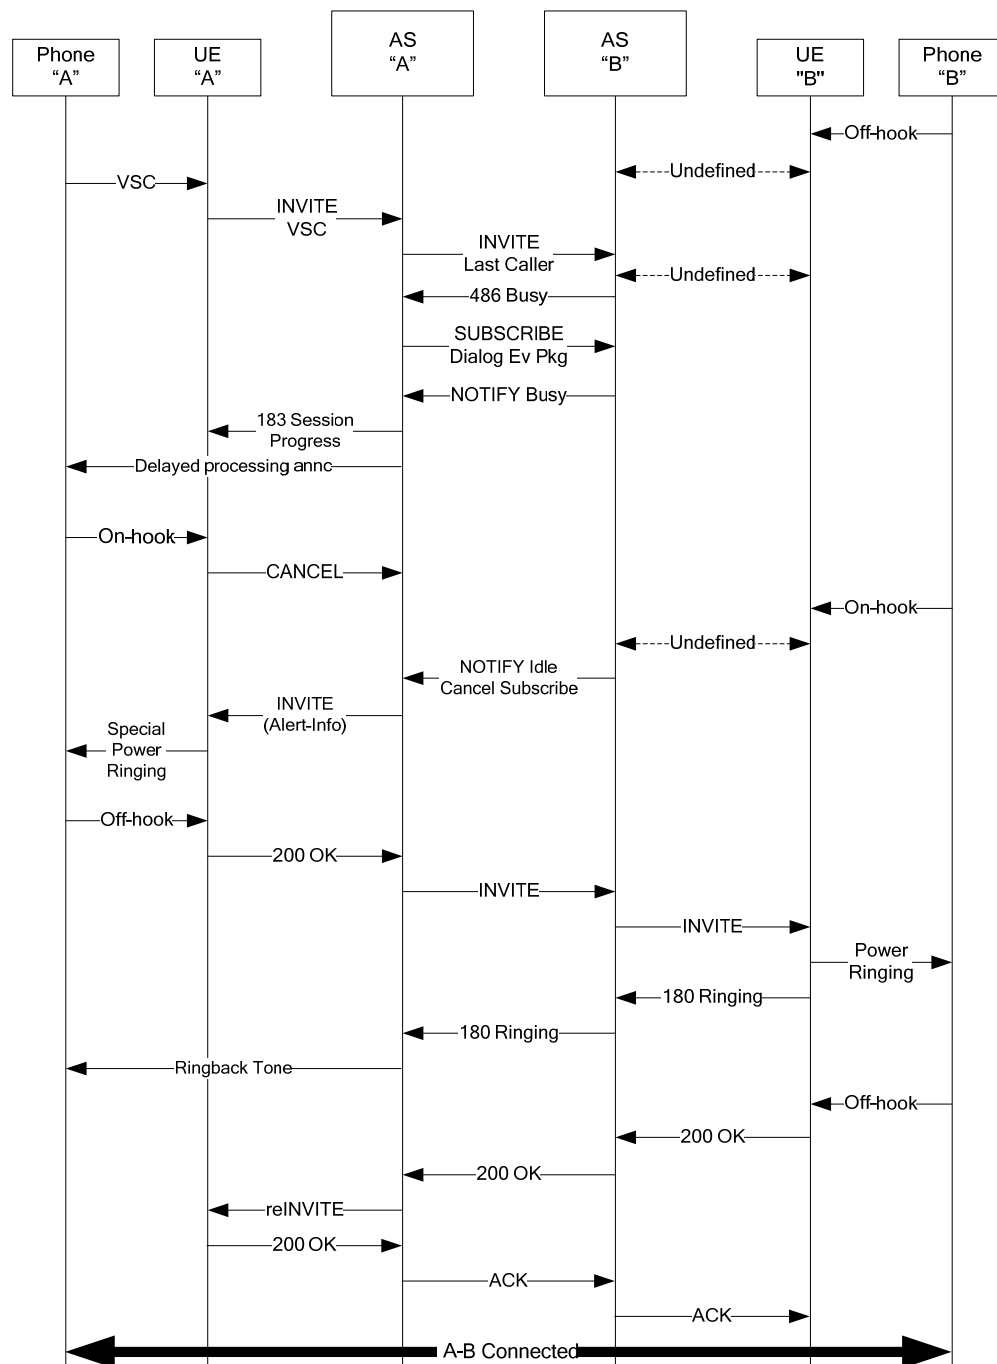 Phone
“A”
UE
“A”
AS
“A”
AS
“B”
UE
"B"
Phone
“B”
Off-hook
Undefined
VSC
INVITE
VSC
INVITE
Last Caller
Undefined
486 Busy
SUBSCRIBE
Dialog Ev Pkg
NOTIFY Busy
183 Session
Progress
Delayed processing annc
On-hook
CANCEL
On-hook
Undefined
NOTIFY Idle
Cancel Subscribe
INVITE
(Alert-Info)
Special
Power
Ringing
Off-hook
200 OK
INVITE
INVITE
Power
Ringing
180 Ringing
180 Ringing
Ringback Tone
Off-hook
200 OK
200 OK
reINVITE
200 OK
ACK
ACK
A-B Connected